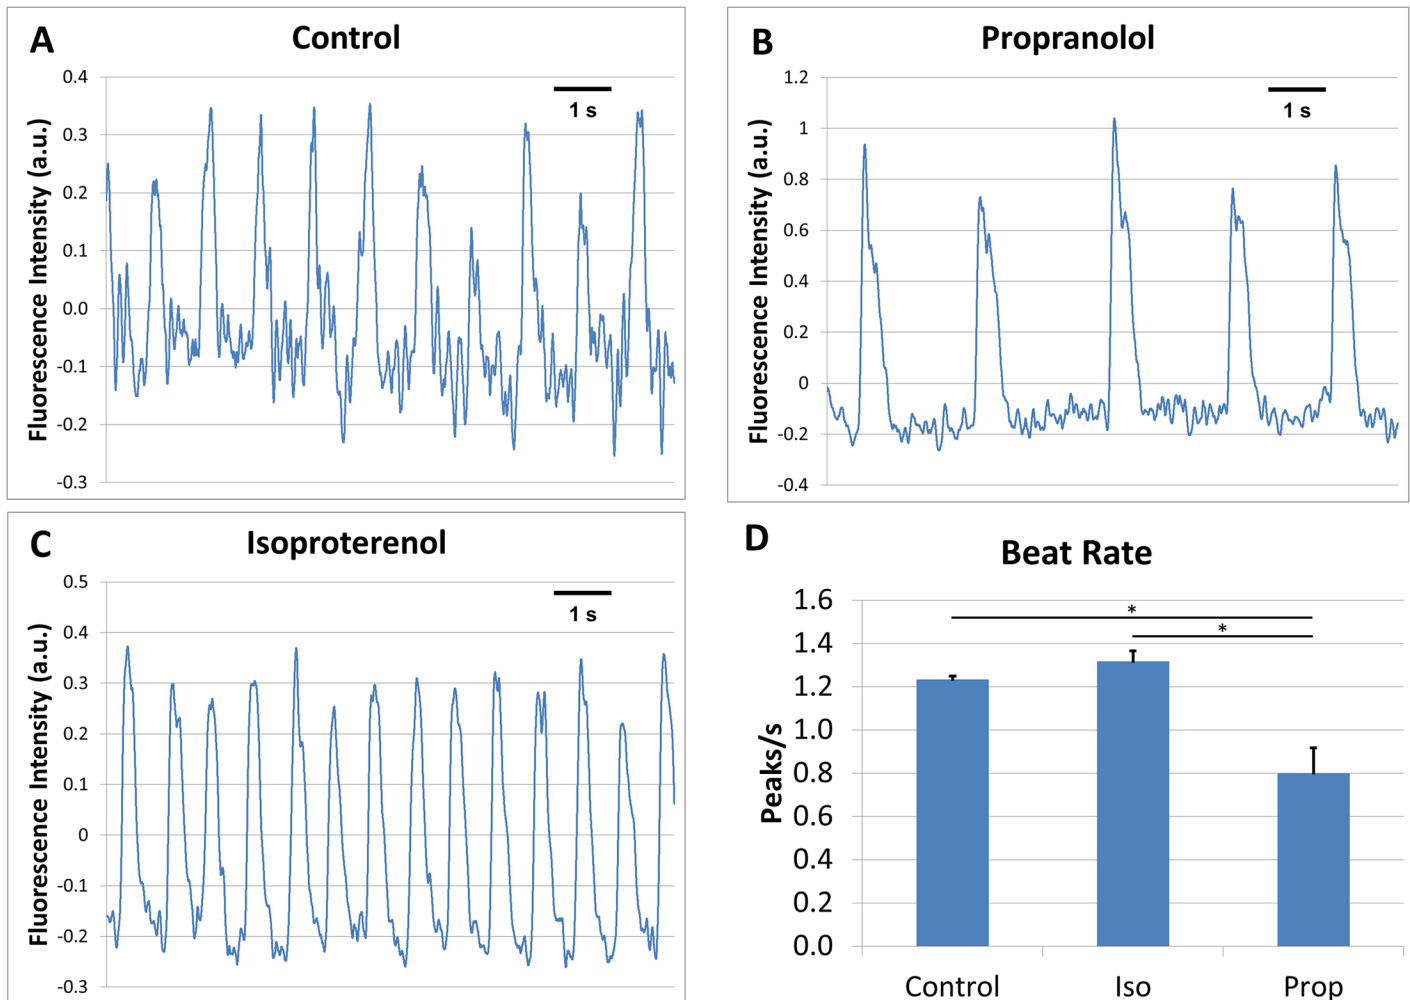 A
Control
Fluorescence Intensity (a.u.)
0.4
0.3
0.2
0.1
0.0
-0.1
-0.2
-0.3
1 s
B
Propranolol
Fluorescence Intensity (a.u.)
1.2
1
0.8
0.6
0.4
0.2
0
-0.2
-0.4
1 s
C
Isoproterenol
Fluorescence Intensity (a.u.)
0.5
0.4
0.3
0.2
0.1
0
-0.1
-0.2
-0.3
1 s
D
Beat Rate
Peaks/s
1.6
1.4
1.2
1.0
0.8
0.6
0.4
0.2
0.0
*
*
Control Iso Prop